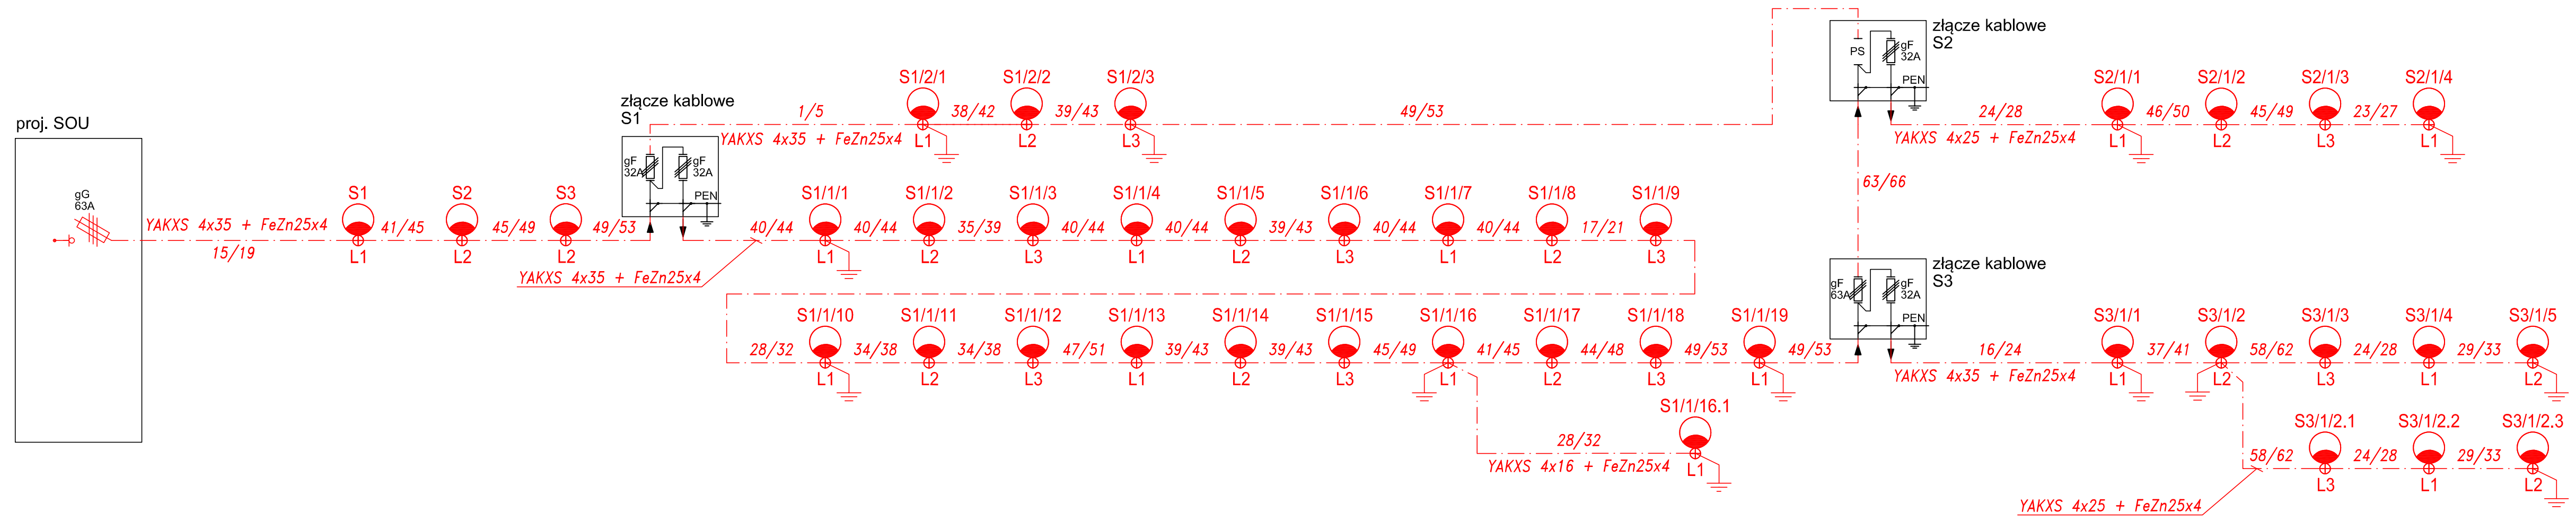 proj. SOU
gG
63A
YAKXS 4x35 + FeZn25x4
15/19
S1
L1
41/45
S2
L2
45/49
S3
L2
49/53
złącze kablowe
S1
gF
32A
gF
32A
PEN
1/5
YAKXS 4x35 + FeZn25x4
S1/2/1
L1
38/42
S1/2/2
L2
39/43
S1/2/3
L3
49/53
złącze kablowe
S2
PS
gF
32A
PEN
24/28
YAKXS 4x25 + FeZn25x4
S2/1/1
L1
46/50
S2/1/2
L2
45/49
S2/1/3
L3
23/27
S2/1/4
L1
63/66
40/44
YAKXS 4x35 + FeZn25x4
S1/1/1
L1
40/44
S1/1/2
L2
35/39
S1/1/3
L3
40/44
S1/1/4
L1
40/44
S1/1/5
L2
39/43
S1/1/6
L3
40/44
S1/1/7
L1
40/44
S1/1/8
L2
17/21
S1/1/9
L3
28/32
S1/1/10
L1
34/38
S1/1/11
L2
34/38
S1/1/12
L3
47/51
S1/1/13
L1
39/43
S1/1/14
L2
39/43
S1/1/15
L3
45/49
S1/1/16
L1
41/45
S1/1/17
L2
44/48
S1/1/18
L3
49/53
S1/1/19
L1
49/53
28/32
YAKXS 4x16 + FeZn25x4
S1/1/16.1
L1
złącze kablowe
S3
gF
63A
gF
32A
PEN
16/24
YAKXS 4x35 + FeZn25x4
S3/1/1
L1
37/41
S3/1/2
L2
58/62
S3/1/3
L3
24/28
S3/1/4
L1
29/33
S3/1/5
L2
58/62
YAKXS 4x25 + FeZn25x4
S3/1/2.1
L3
24/28
S3/1/2.2
L1
29/33
S3/1/2.3
L2